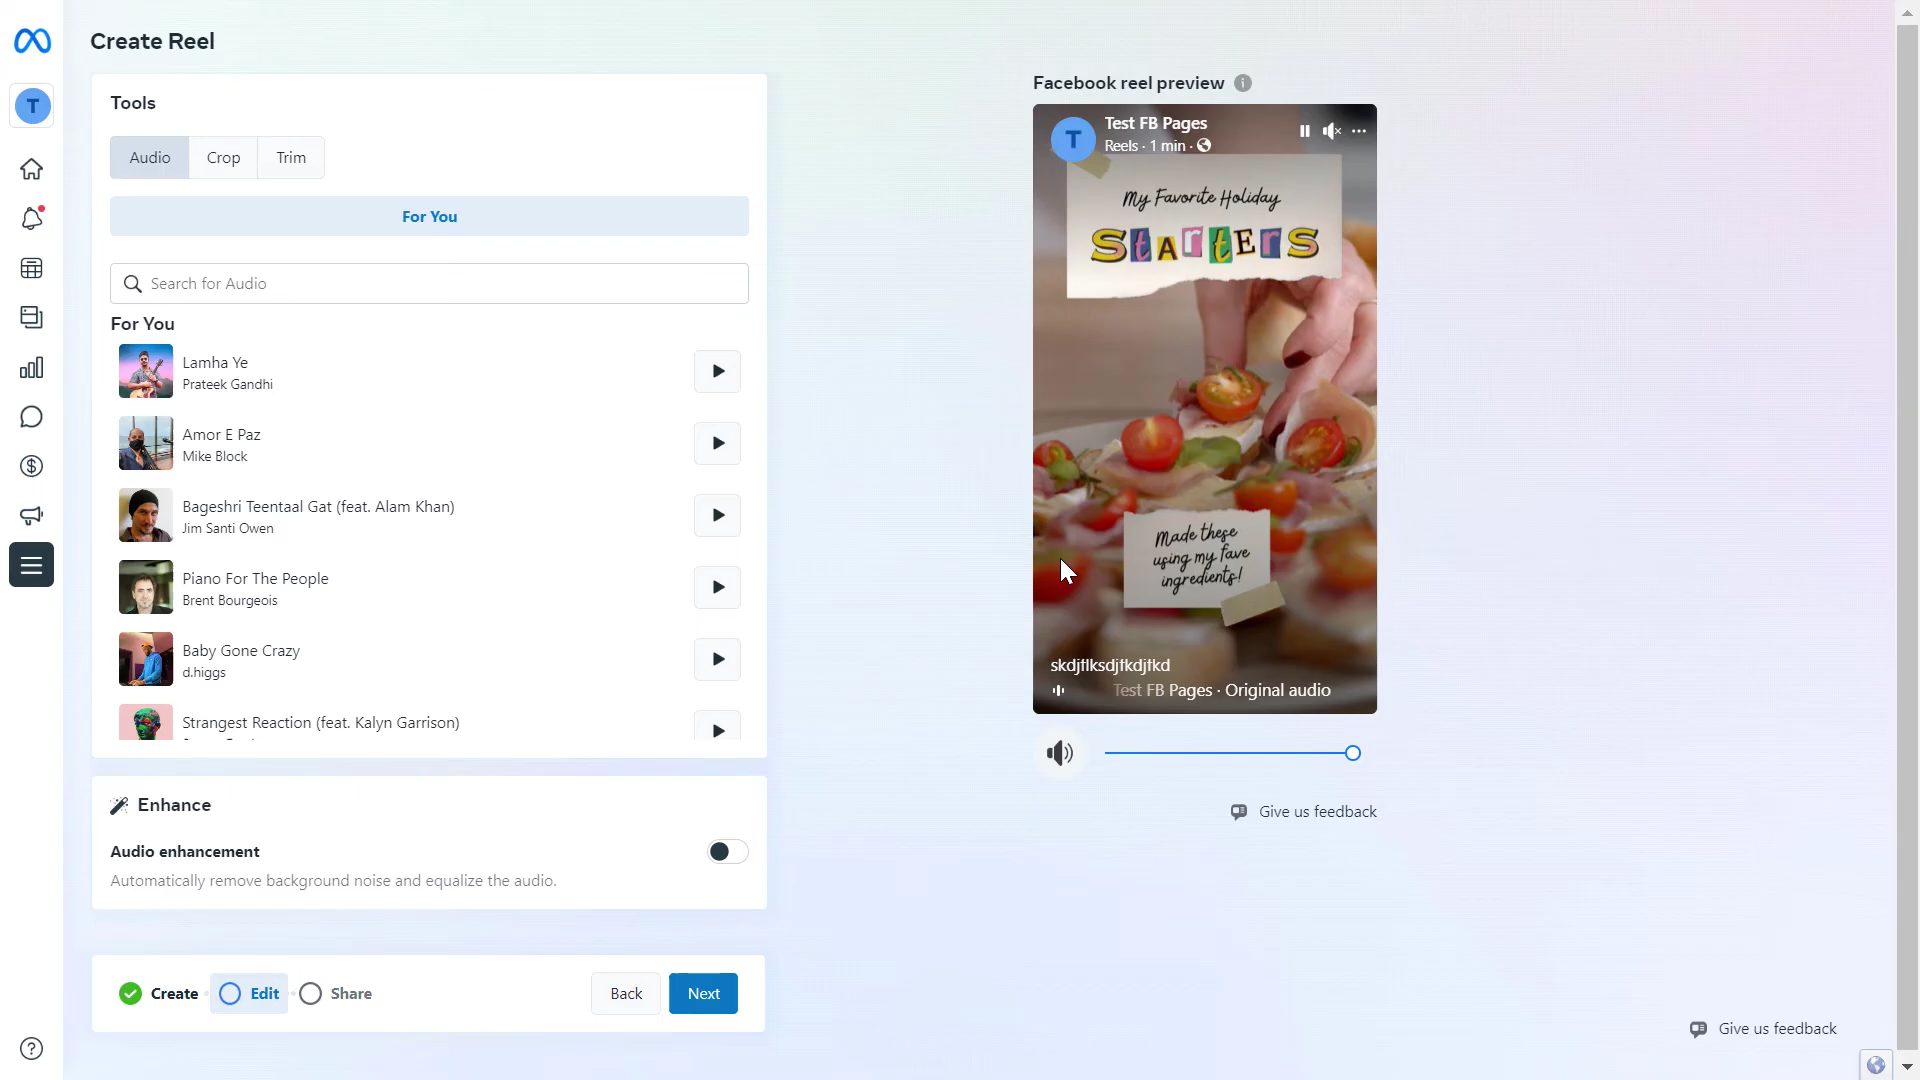 Create Reel
Tools
T
Audio
Crop
Trim
For You
Search for Audio
For You
Lamha Ye
Prateek Gandhi
Amor E Paz
Mike Block
Bageshri Teentaal Gat (feat. Alam Khan)
Jim Santi Owen
Piano For The People
Brent Bourgeois
Baby Gone Crazy
d.higgs
Strangest Reaction (feat. Kalyn Garrison)
Enhance
Audio enhancement
Automatically remove background noise and equalize the audio.
Create
Edit
Share
Back
Next
Facebook reel preview
T
Test FB Pages
Reels · 1 min ·
My Favorite Holiday
StarterS
Made these
using my fave
ingredients!
skdjflksdjfkdjfkd
Test FB Pages · Original audio
Give us feedback
Give us feedback